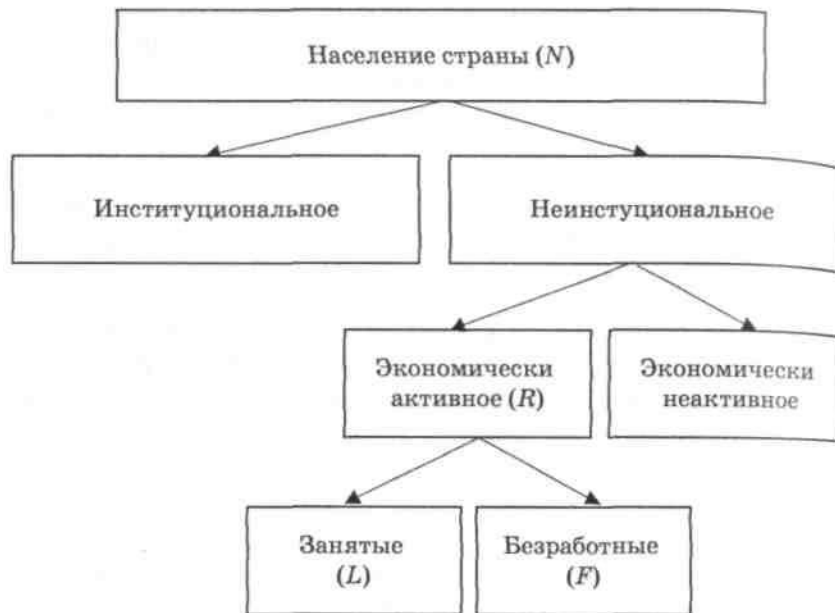 Население страны (N)
Институциональное
Неинстуциональное
Экономически
активное (R)
Экономически
неактивное
Занятые
(L)
Безработные
(F)